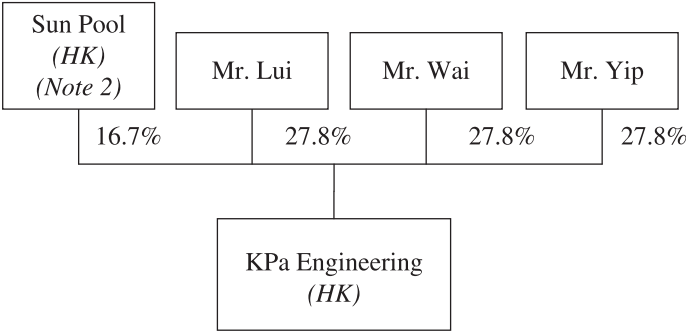 Sun Pool
(HK)
(Note 2)
Mr. Lui
Mr. Wai
Mr. Yip
16.7%
27.8%
27.8%
27.8%
KPa Engineering
(HK)